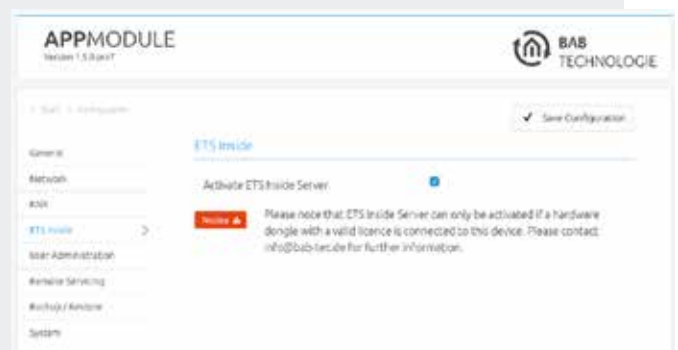 APPMODULE
BAB
TECHNOLOGIE
Save Configuration
General
ETS Inside
Network
Activate ETS Inside Server
KNX
Notice
Please note that ETS Inside Server can only be activated if a hardware
dongle with a valid licence is connected to this device. Please contact
info@bab-tec.de for further information.
ETS Inside
User Administration
Remote Servicing
Backup / Restore
System